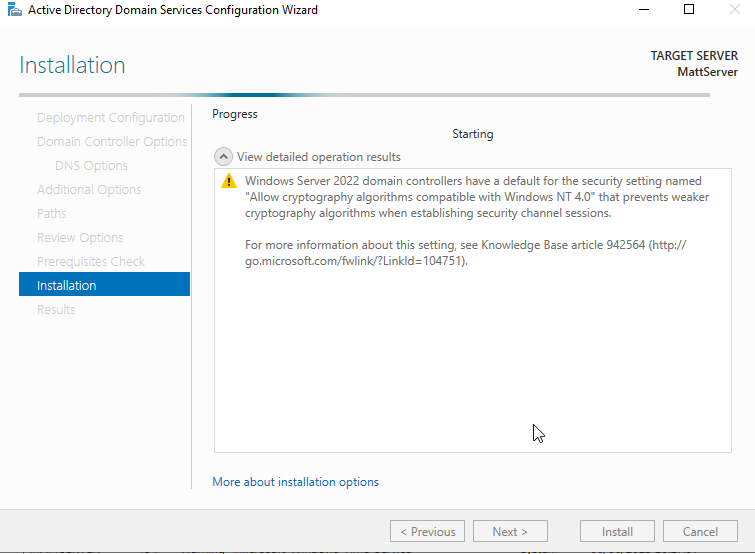 Active Directory Domain Services Configuration Wizard
Installation
TARGET SERVER
MattServer
Deployment Configuration
Domain Controller Options
DNS Options
Additional Options
Paths
Review Options
Prerequisites Check
Installation
Results
Progress
Starting
View detailed operation results
Windows Server 2022 domain controllers have a default for the security setting named
"Allow cryptography algorithms compatible with Windows NT 4.0" that prevents weaker
cryptography algorithms when establishing security channel sessions.
For more information about this setting, see Knowledge Base article 942564 (http://
go.microsoft.com/fwlink/?LinkId=104751).
More about installation options
< Previous
Next >
Install
Cancel